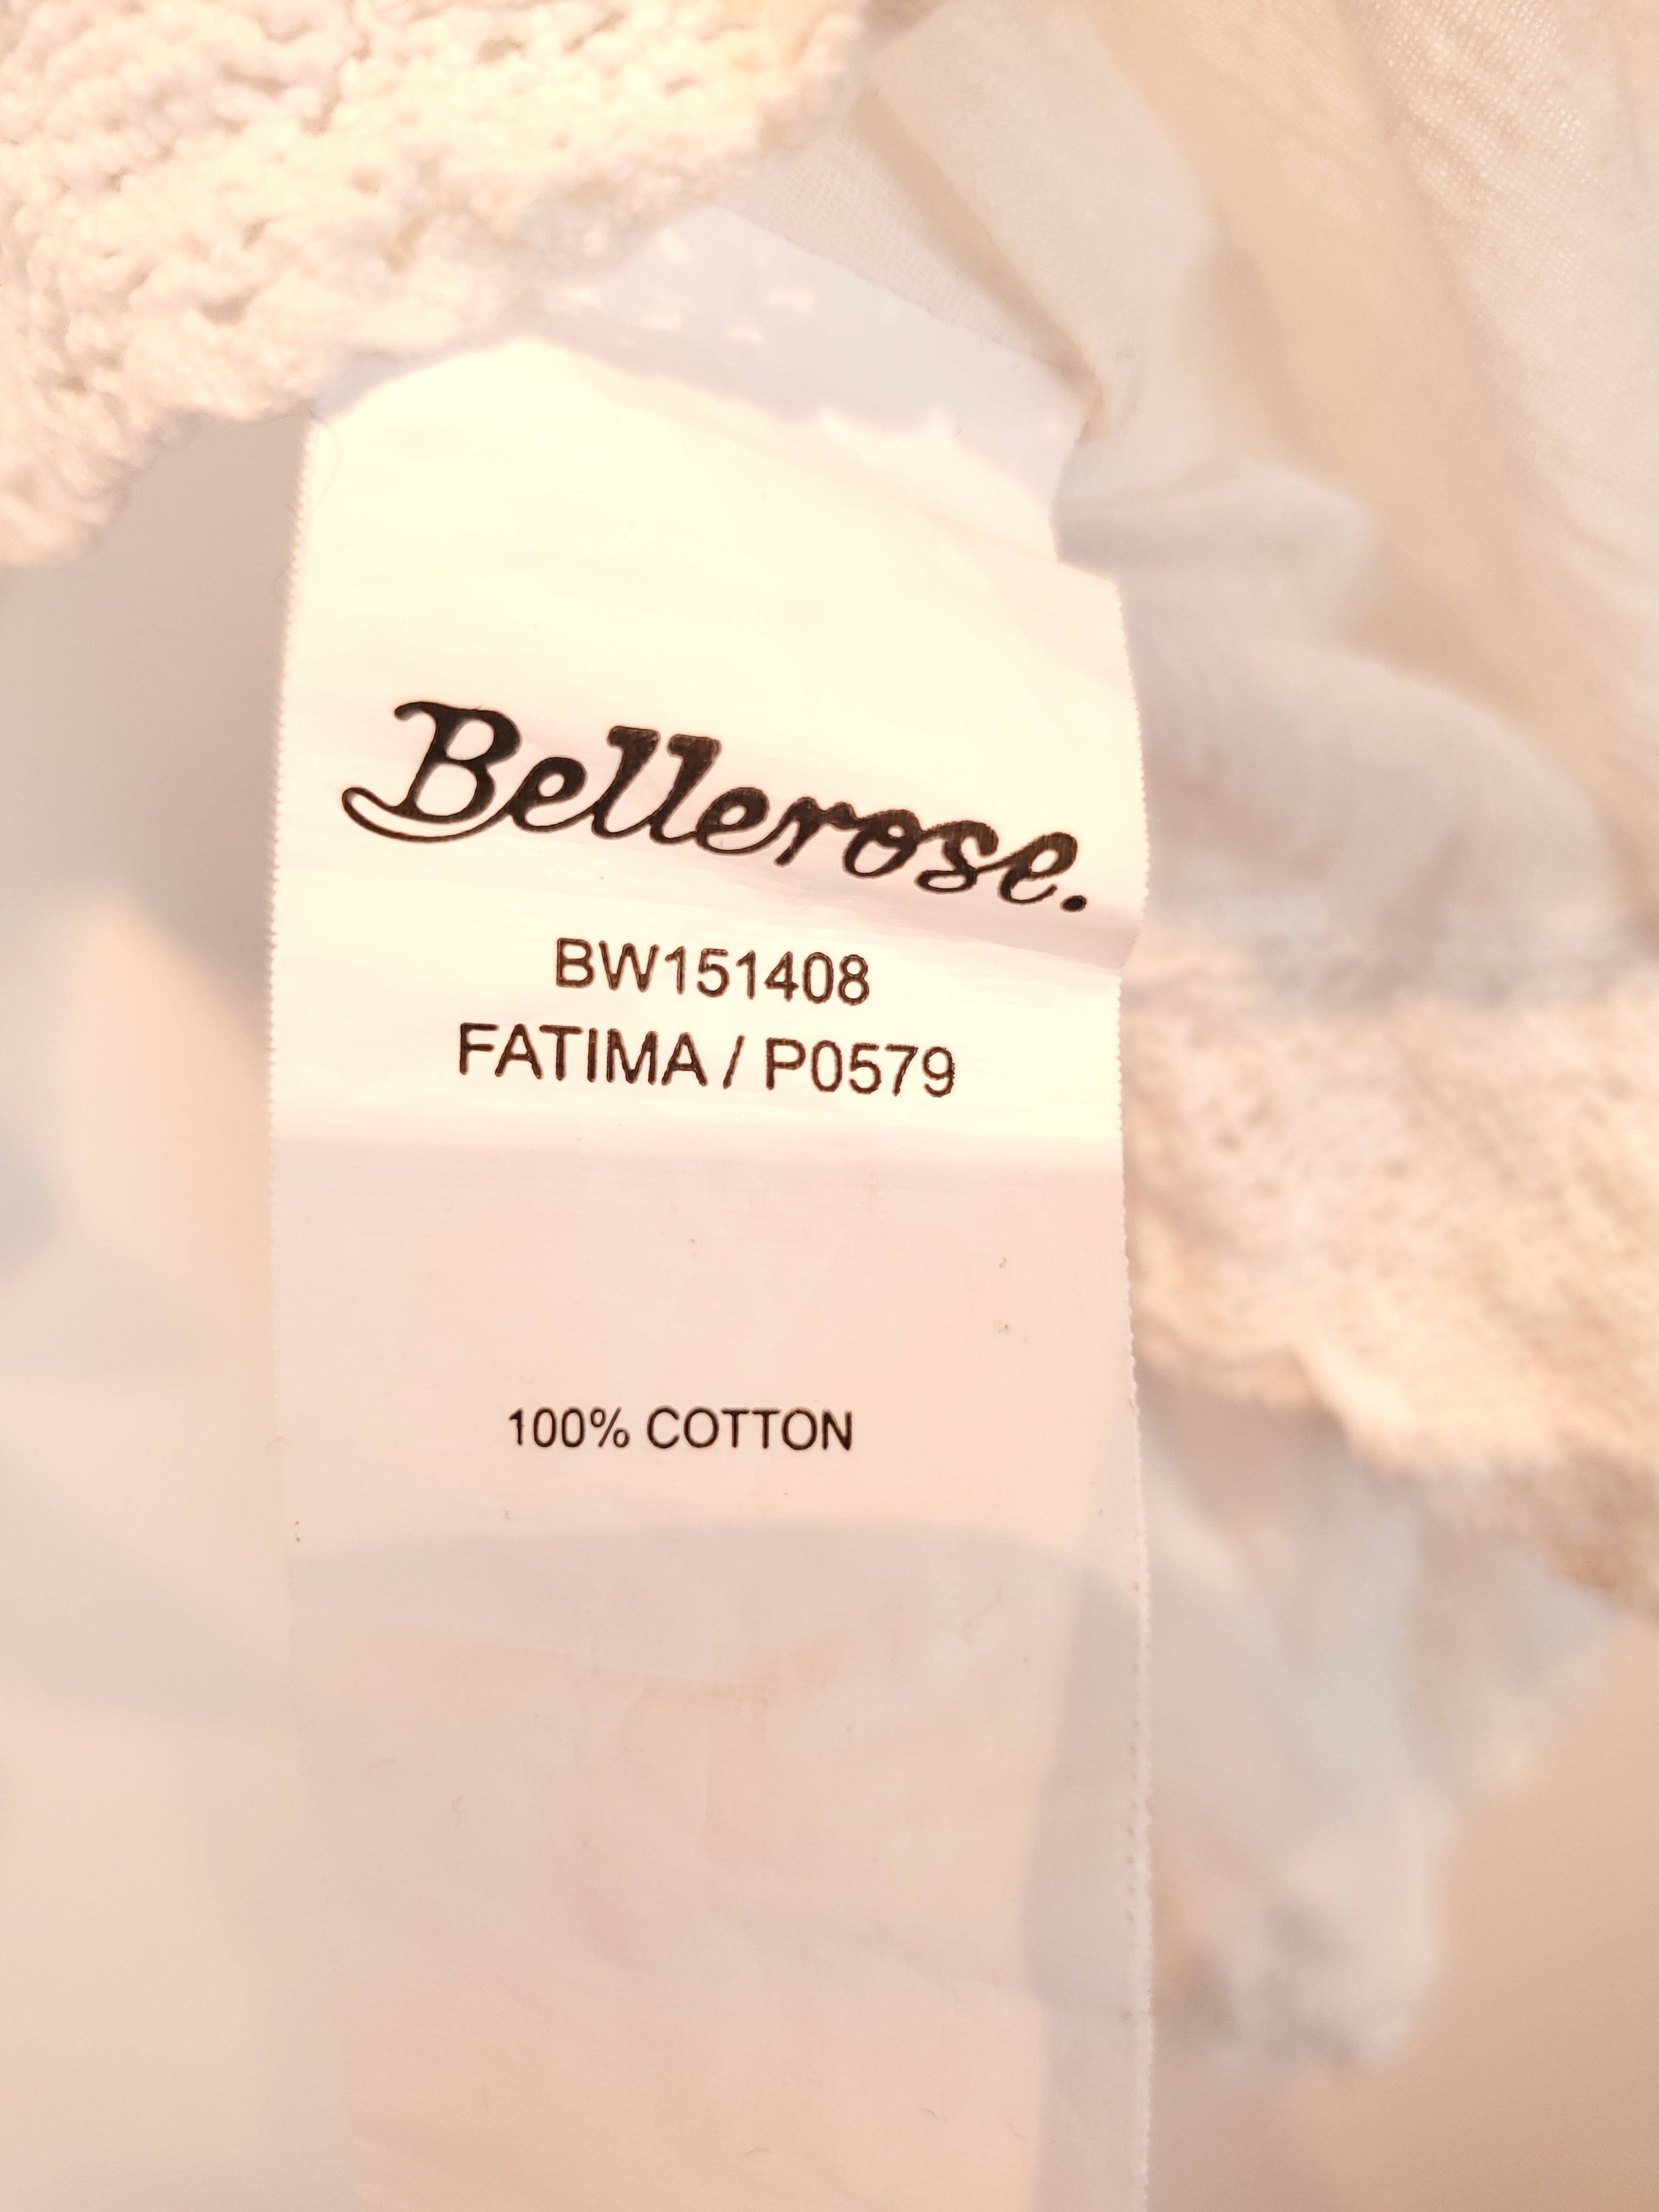 Bellerose.
BW151408
FATIMA / P0579
100% COTTON